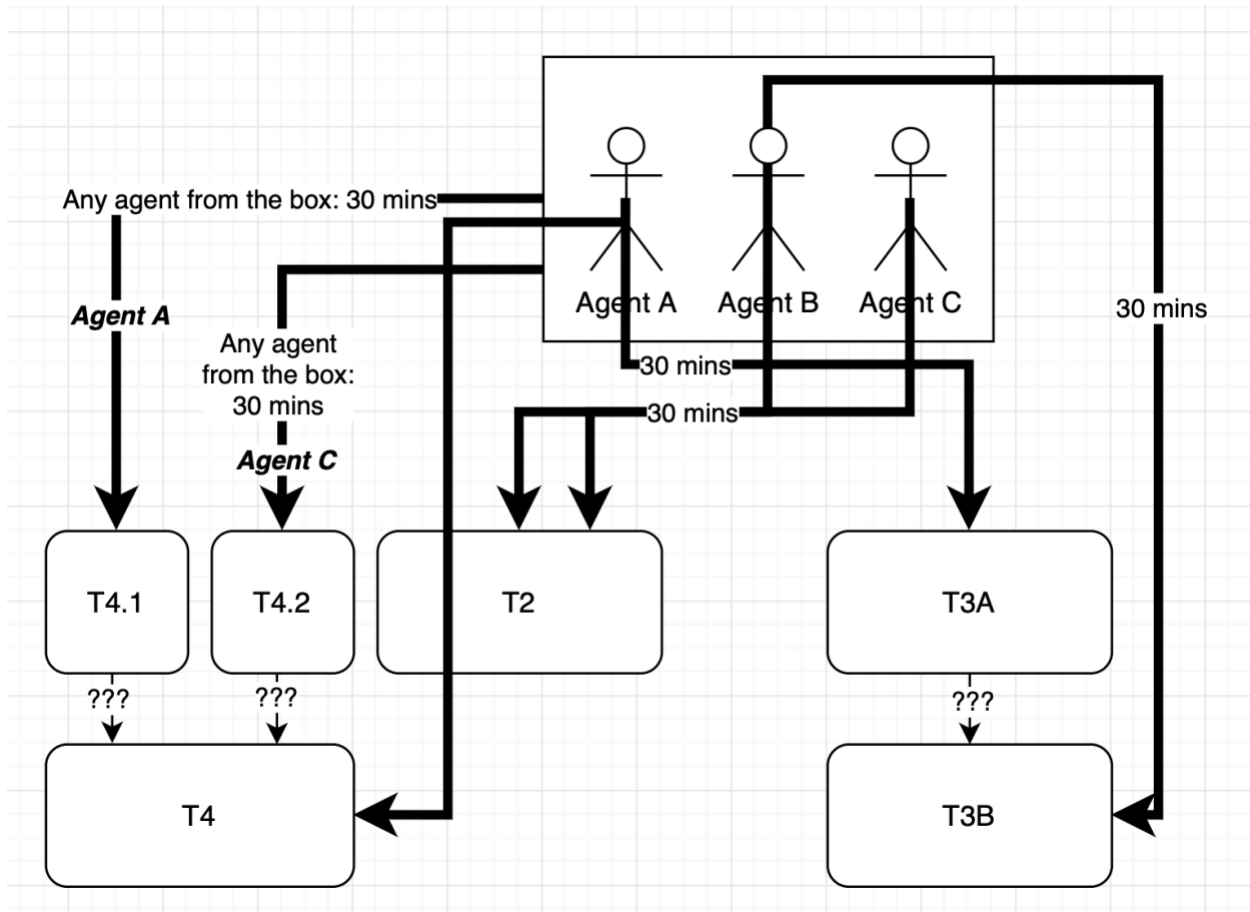 Any agent from the box: 30 mins
Agent A
Agent B
Agent C
Agent A
30 mins
Any agent
from the box:
30 mins
30 mins
30 mins
Agent C
T4.1
T4.2
T2
T3A
???
???
???
T4
T3B